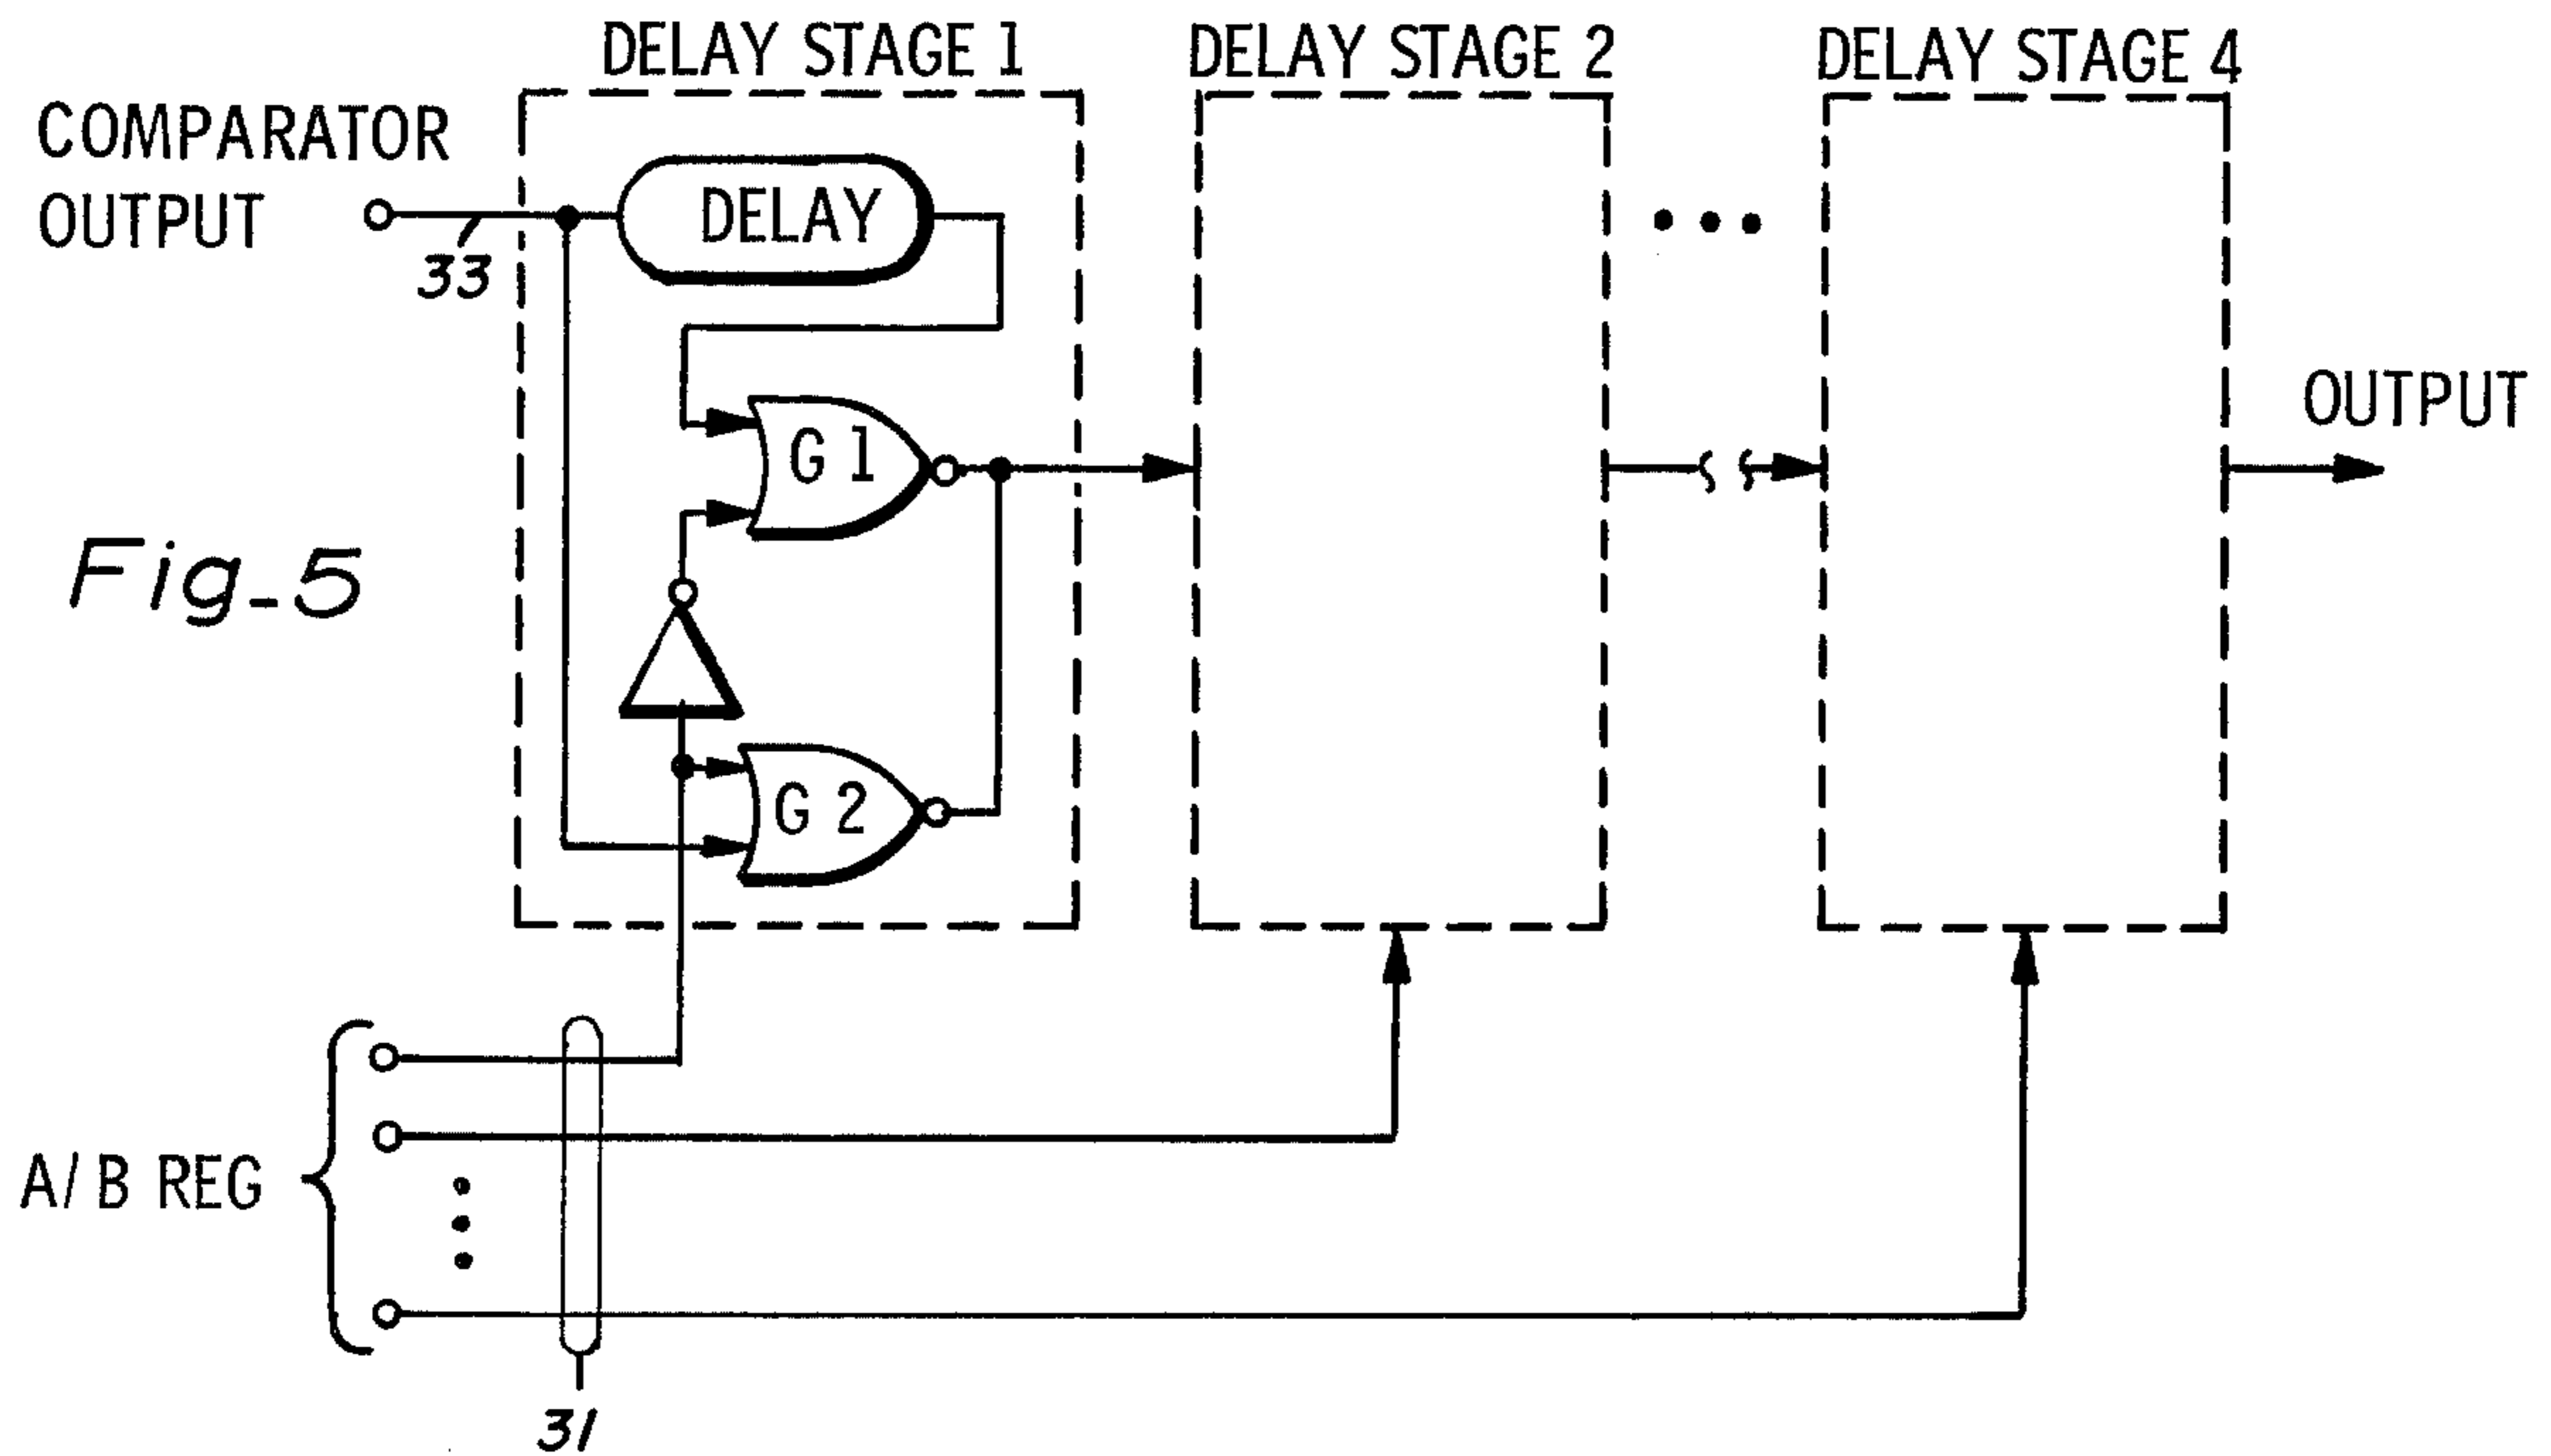 DELAY STAGE 1
DELAY STAGE 2
DELAY STAGE 4
COMPARATOR
OUTPUT
33
DELAY
G 1
OUTPUT
Fig-5
G 2
A/B REG
31